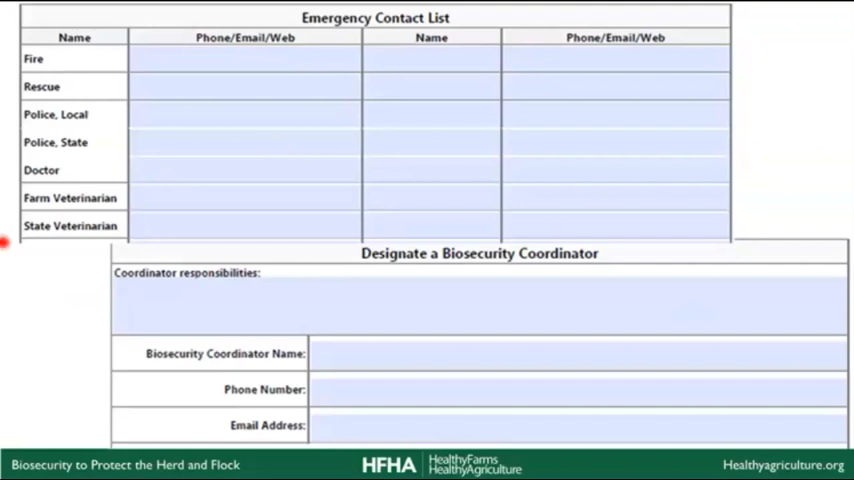 Emergency Contact List
Name Phone/Email/Web Name Phone/Email/Web
Fire
Rescue
Police, Local
Police, State
Doctor
Farm Veterinarian
State Veterinarian
Designate a Biosecurity Coordinator
Coordinator responsibilities:
Biosecurity Coordinator Name:
Phone Number:
Email Address:
Biosecurity to Protect the Herd and Flock
HFHA
HealthyFarms
HealthyAgriculture
Healthyagriculture.org